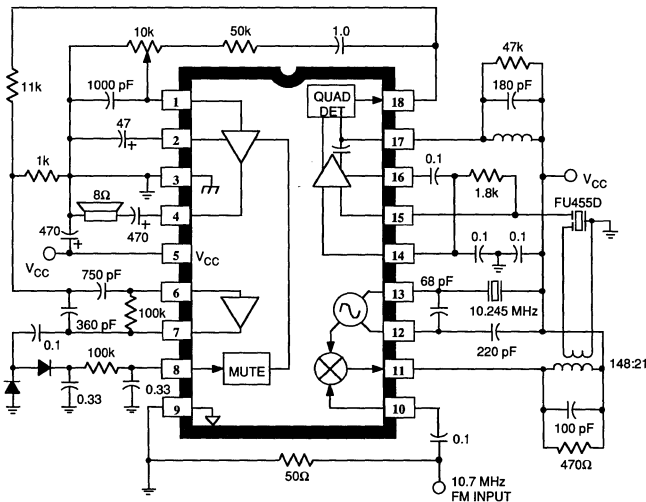 10k
50k
1.0
11k
1000 pF
47
+
1k
8Ω
470
+
470
+
VCC
VCC
750 pF
100k
360 pF
0.1
100k
0.33
0.33
1
2
3
4
5
6
7
8
9
18
17
16
15
14
13
12
11
10
QUAD
DET
MUTE
47k
180 pF
0.1
1.8k
VCC
FU455D
0.1
0.1
68 pF
10.245 MHz
220 pF
148:21
100 pF
470Ω
0.1
50Ω
10.7 MHz
FM INPUT